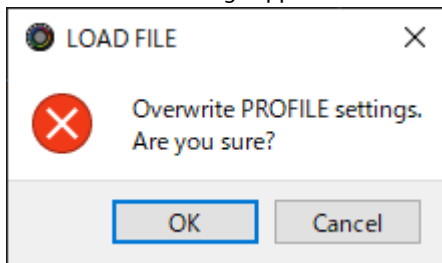 LOAD FILE
Overwrite PROFILE settings.
Are you sure?
OK
Cancel